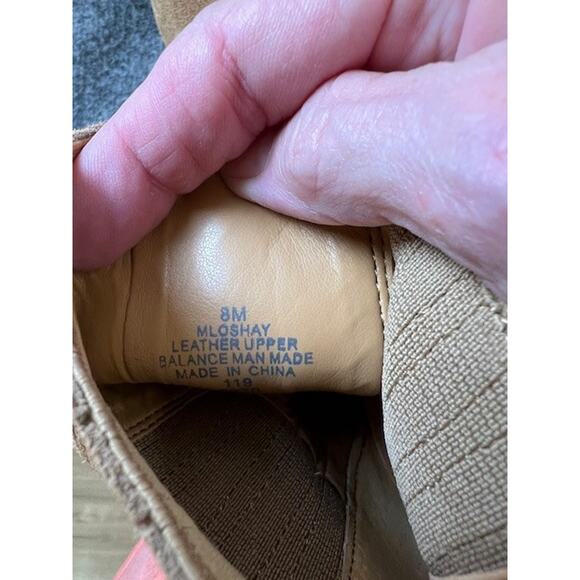 8M
MLOSHAY
LEATHER UPPER
BALANCE MAN MADE
MADE IN CHINA
119